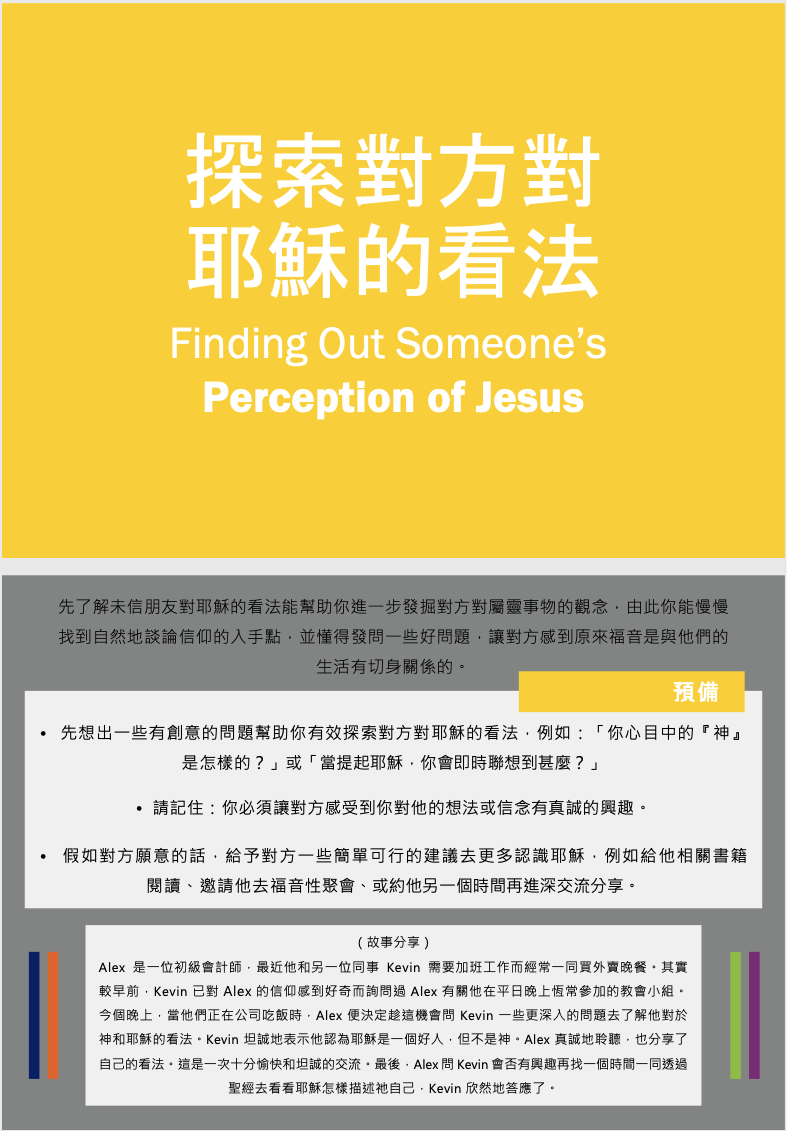 探索對方對
耶穌的看法
Finding Out Someone's
Perception of Jesus
先了解未信朋友對耶穌的看法能幫助你進一步發掘對方對屬靈事物的觀念，由此你能慢慢
找到自然地談論信仰的入手點，並懂得發問一些好問題，讓對方感到原來福音是與他們的
生活有切身關係的。
預備
• 先想出一些有創意的問題幫助你有效探索對方對耶穌的看法，例如：「你心目中的『神』
是怎樣的？」或「當提起耶穌，你會即時聯想到甚麼？」
• 請記住：你必須讓對方感受到你對他的想法或信念有真誠的興趣。
• 假如對方願意的話，給予對方一些簡單可行的建議去更多認識耶穌，例如給他相關書籍
閱讀、邀請他去福音性聚會、或約他另一個時間再進深交流分享。
（故事分享）
Alex 是一位初級會計師，最近他和另一位同事 Kevin 需要加班工作而經常一同買外賣晚餐。其實
較早前，Kevin 已對 Alex 的信仰感到好奇而詢問過 Alex 有關他在平日晚上恆常參加的教會小組。
今個晚上，當他們正在公司吃飯時，Alex 便決定趁這機會問 Kevin 一些更深入的問題去了解他對於
神和耶穌的看法。Kevin 坦誠地表示他認為耶穌是一個好人，但不是神。Alex 真誠地聆聽，也分享了
自己的看法。這是一次十分愉快和坦誠的交流。最後，Alex 問 Kevin 會否有興趣再找一個時間一同透過
聖經去看看耶穌怎樣描述祂自己，Kevin 欣然地答應了。